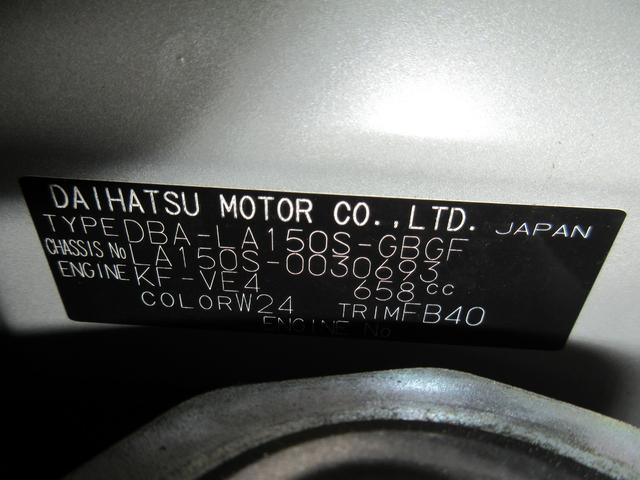 DAIHATSU MOTOR CO.,LTD. JAPAN
TYPE DBA-LA150S-GBGF
CHASSIS No LA150S-0030693
ENGINE KF-VE4 658cc
COLOR W24 TRIM FB40
ENGINE No